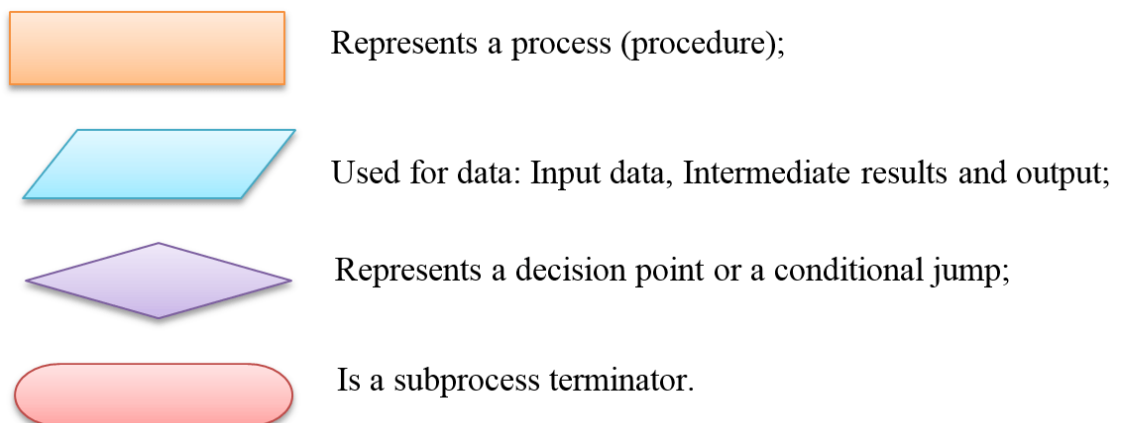 Represents a process (procedure);
Used for data: Input data, Intermediate results and output;
Represents a decision point or a conditional jump;
Is a subprocess terminator.